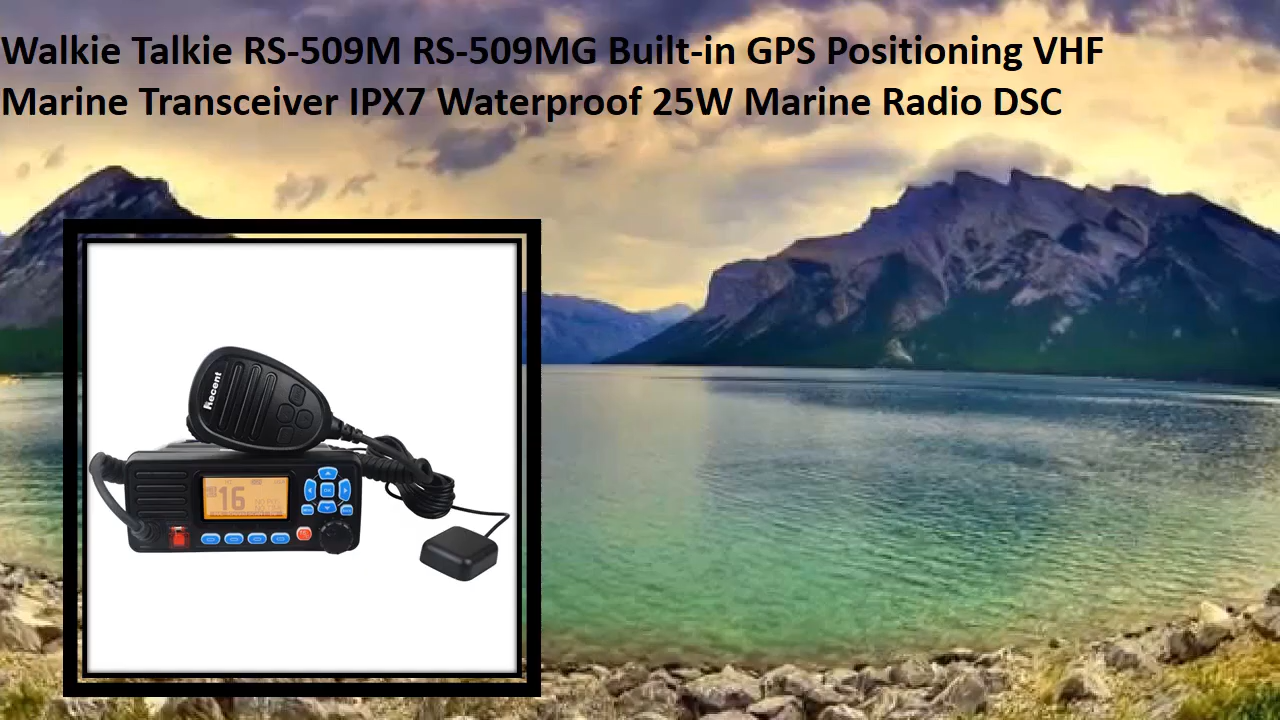 Walkie Talkie RS-509M RS-509MG Built-in GPS Positioning VHF
Marine Transceiver IPX7 Waterproof 25W Marine Radio DSC
Recent
16